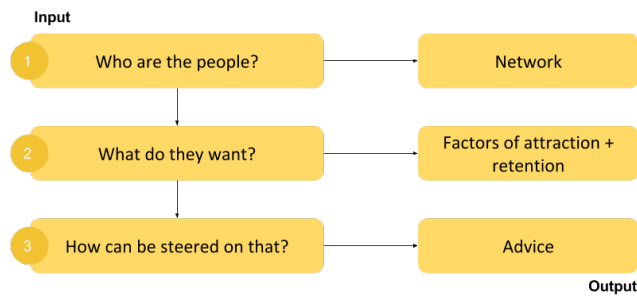 Input
1
Who are the people?
Network
2
What do they want?
Factors of attraction +
retention
3
How can be steered on that?
Advice
Output